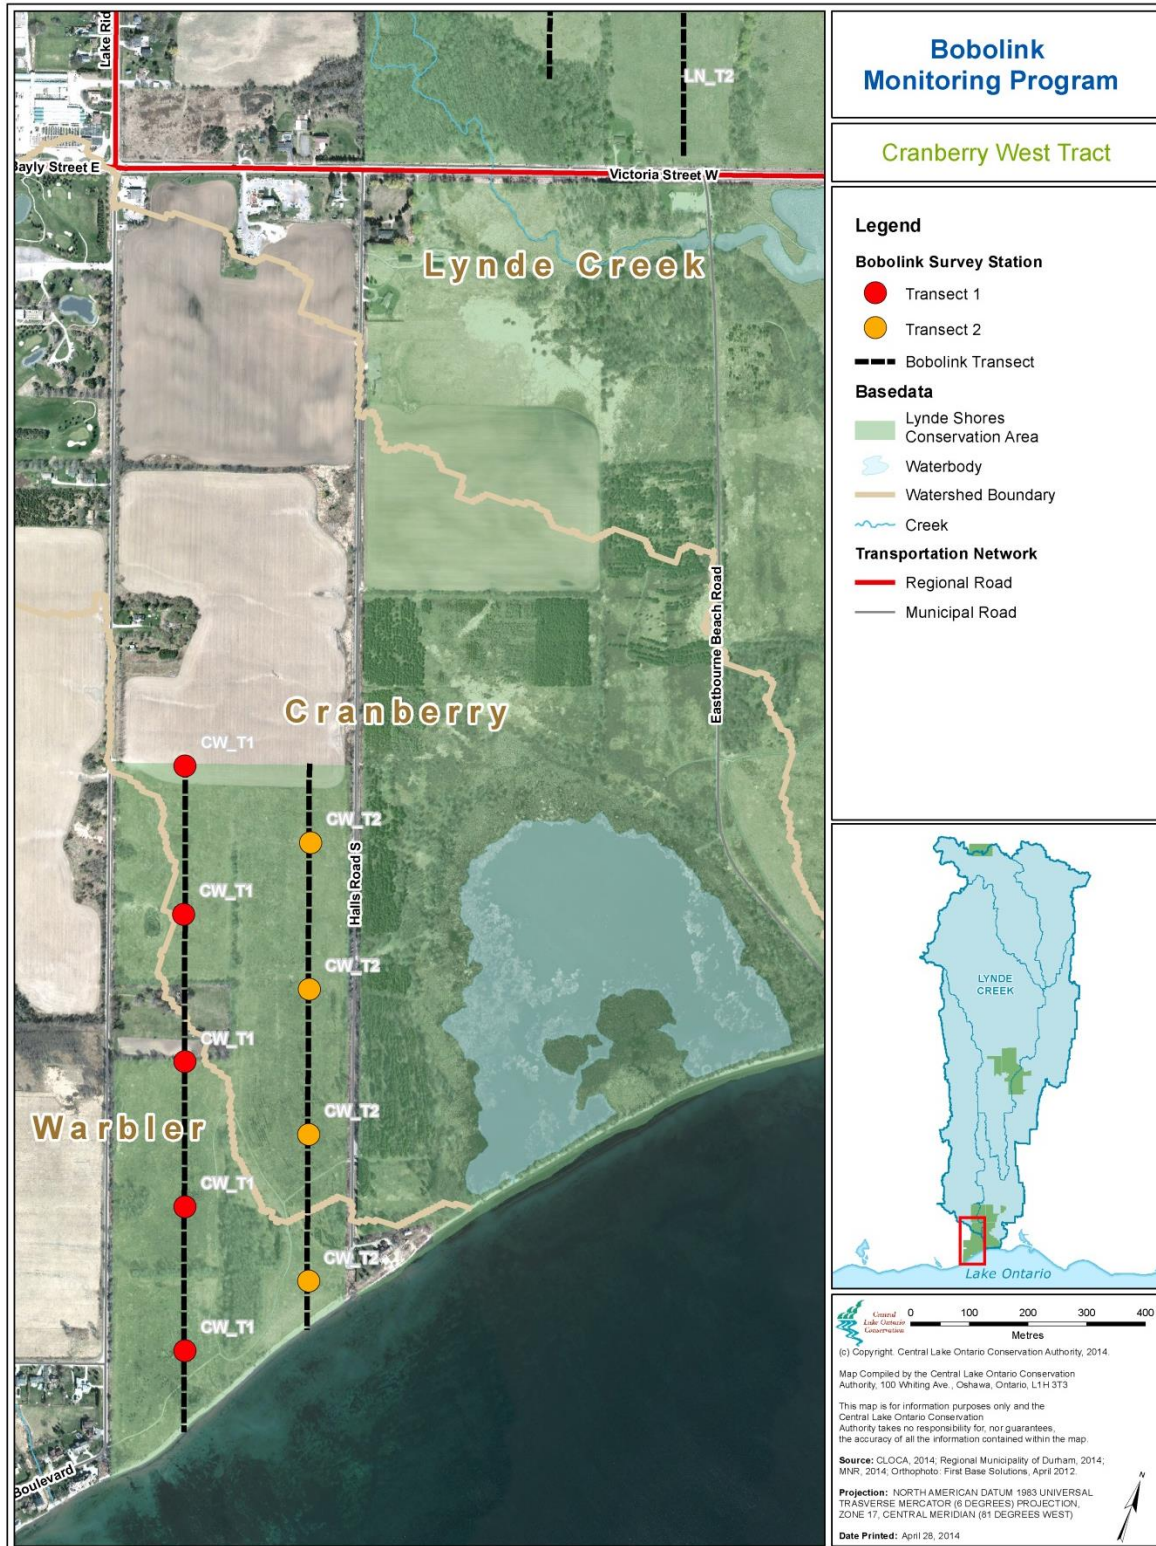 Bobolink
Monitoring Program
Cranberry West Tract
Lake Rid
LN_T2
Bayly Street E
Victoria Street W
Lynde Creek
Eastbourne Beach Road
Cranberry
CW_T1
CW_T2
Halls Road S
CW_T1
CW_T2
CW_T1
Warbler
CW_T2
CW_T1
CW_T2
CW_T1
Boulevard
Legend
Bobolink Survey Station
Transect 1
Transect 2
Bobolink Transect
Basedata
Lynde Shores
Conservation Area
Waterbody
Watershed Boundary
Creek
Transportation Network
Regional Road
Municipal Road
LYNDE
CREEK
Lake Ontario
Central
Lake Ontario
Conservation
0 100 200 300 400
Metres
(c) Copyright. Central Lake Ontario Conservation Authority, 2014.
Map Compiled by the Central Lake Ontario Conservation
Authority, 100 Whiting Ave., Oshawa, Ontario, L1H 3T3
This map is for information purposes only and the
Central Lake Ontario Conservation
Authority takes no responsibility for, nor guarantees,
the accuracy of all the information contained within the map.
Source: CLOCA, 2014; Regional Municipality of Durham, 2014;
MNR, 2014; Orthophoto: First Base Solutions, April 2012.
Projection: NORTH AMERICAN DATUM 1983 UNIVERSAL
TRASVERSE MERCATOR (6 DEGREES) PROJECTION,
ZONE 17, CENTRAL MERIDIAN (81 DEGREES WEST)
N
Date Printed: April 28, 2014